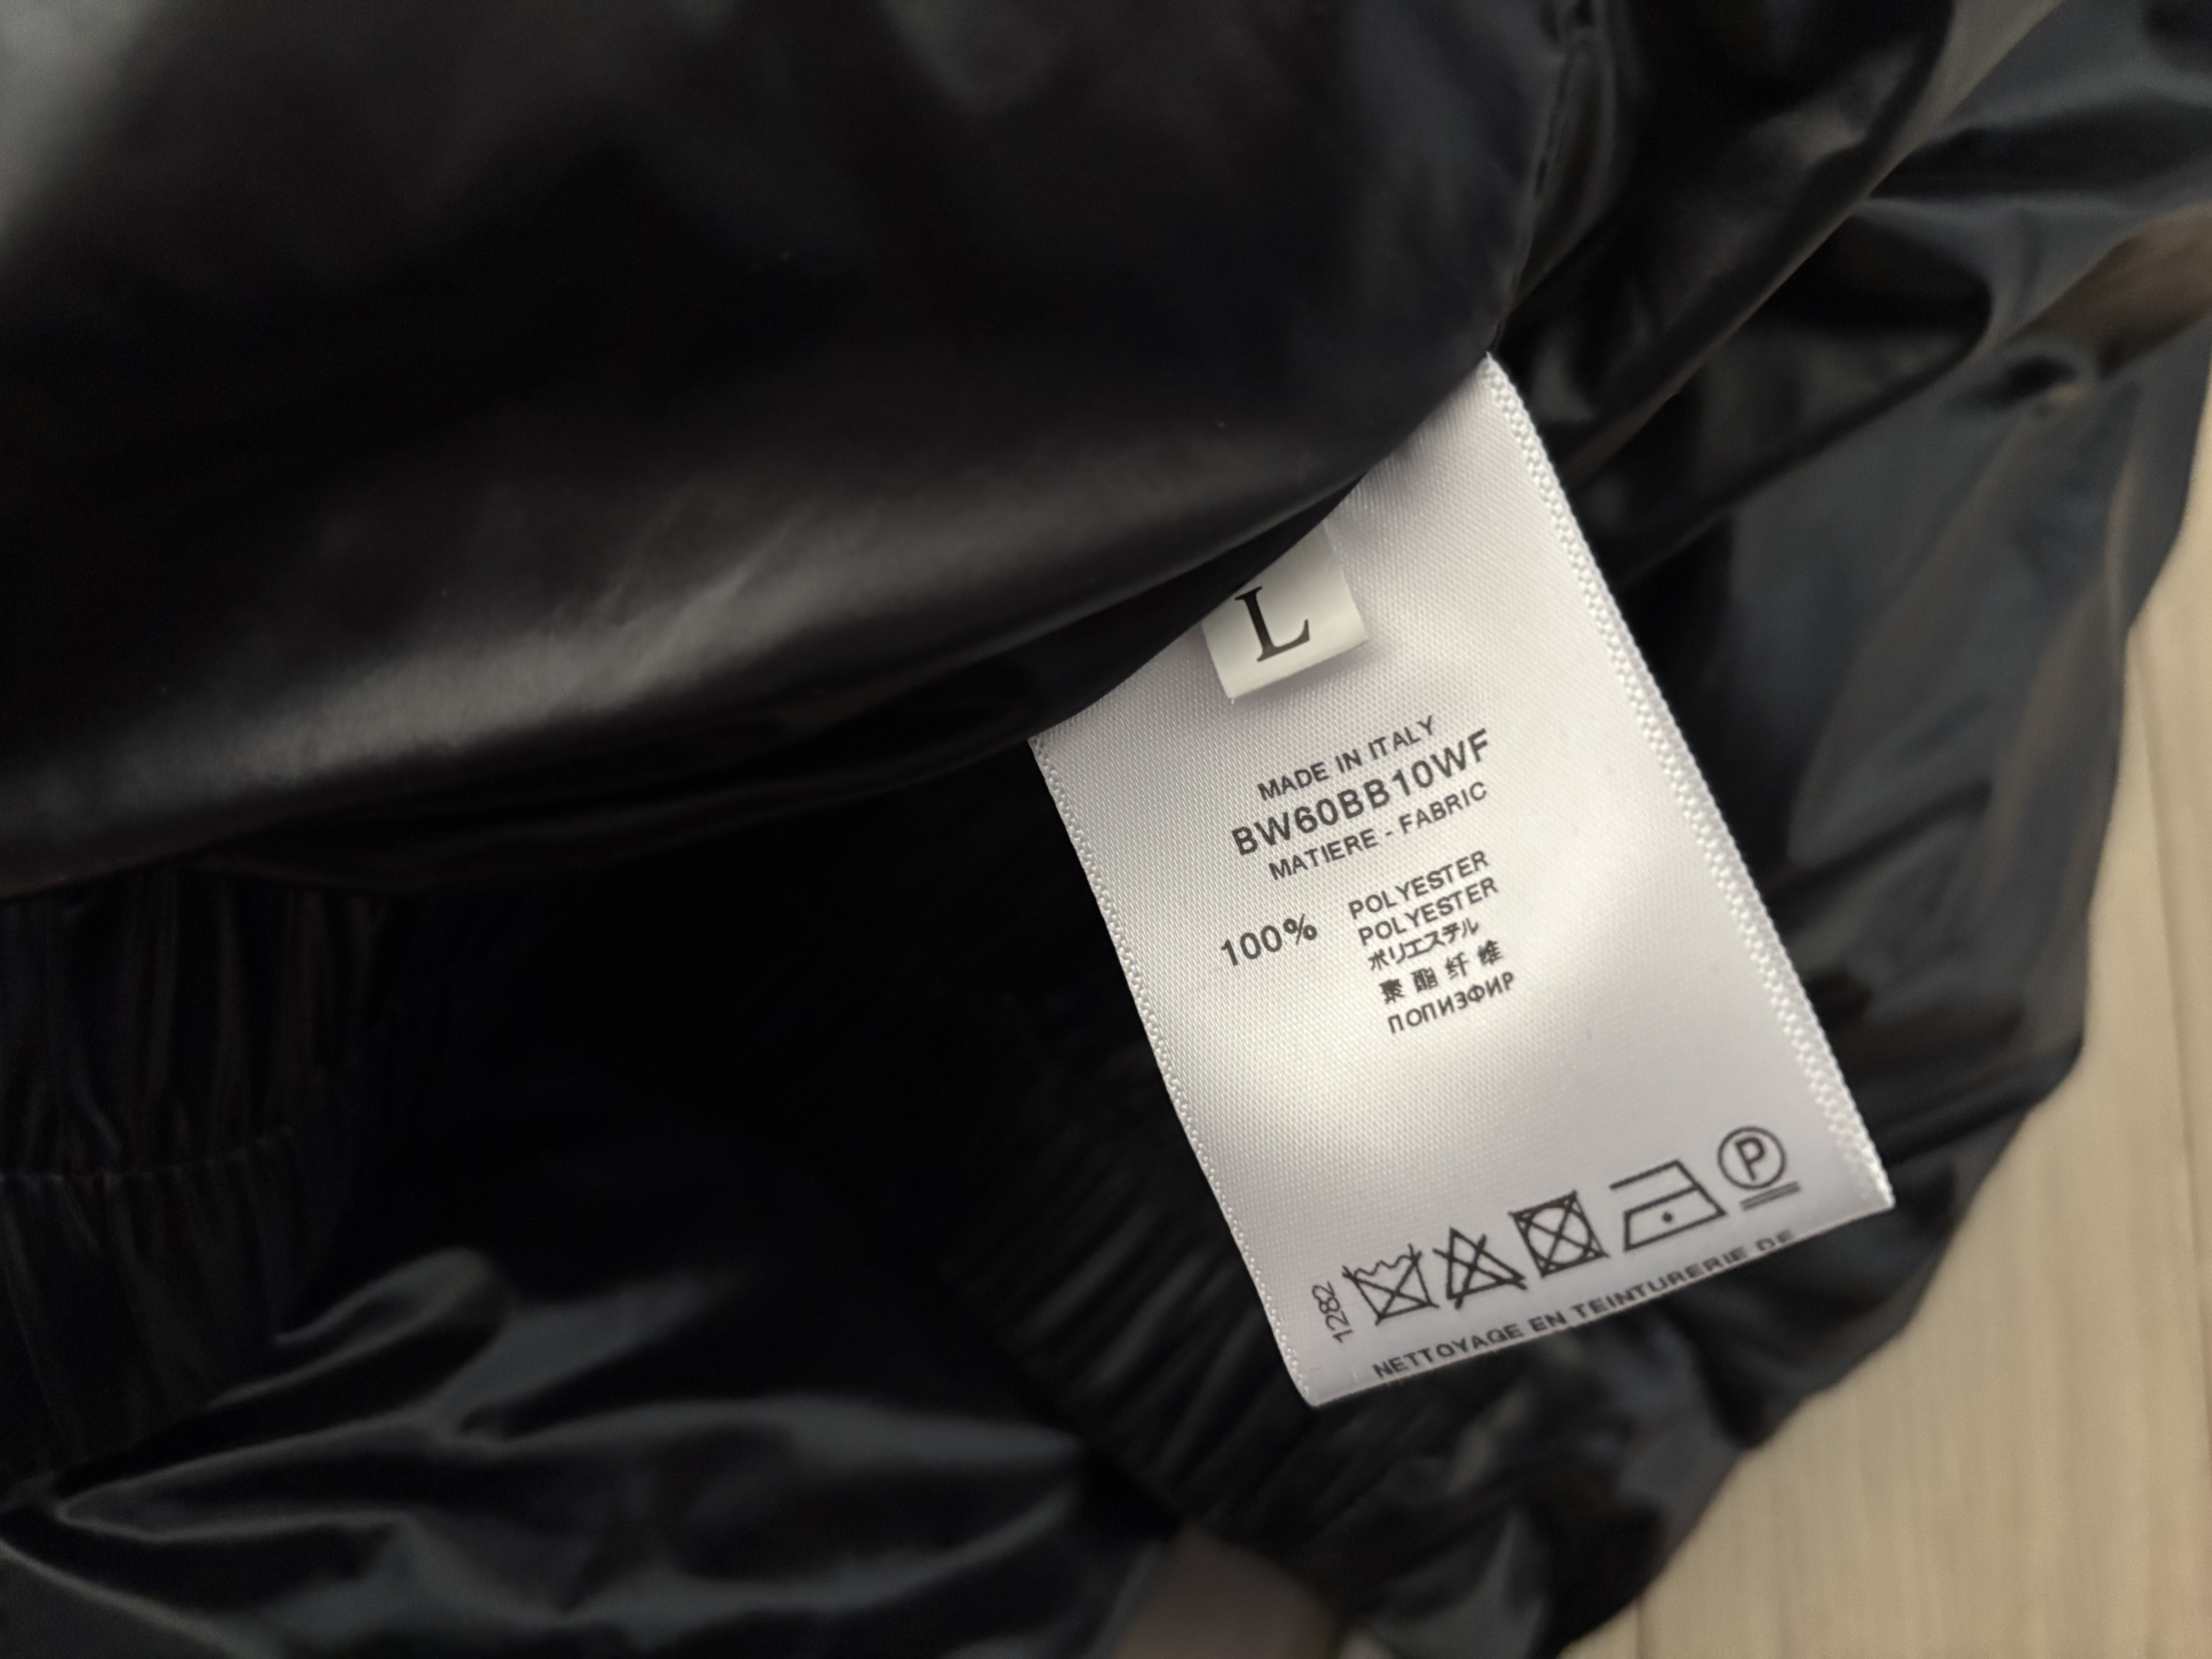 L
MADE IN ITALY
BW60BB10WF
MATIERE - FABRIC
100%
POLYESTER
POLYESTER
ポリエステル
聚酯纤维
ПОПИЭФИР
P
1282
NETTOYAGE EN TEINTURERIE DE